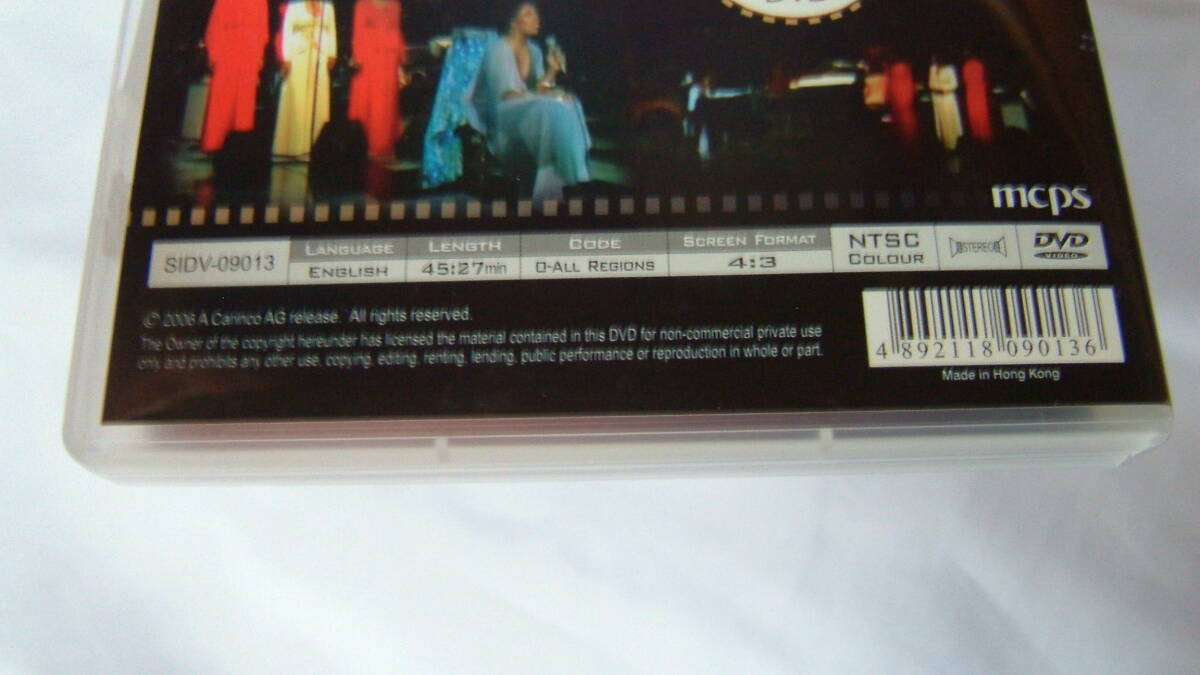 mcps
SIDV-09013
LANGUAGE
ENGLISH
LENGTH
45:27min
CODE
0-ALL REGIONS
SCREEN FORMAT
4:3
NTSC
COLOUR
STEREO
DVD
VIDEO
© 2006 A Carinco AG release. All rights reserved.
The Owner of the copyright hereunder has licensed the material contained in this DVD for non-commercial private use
only and prohibits any other use, copying, editing, renting, lending, public performance or reproduction in whole or part.
4 892118 090136
Made in Hong Kong